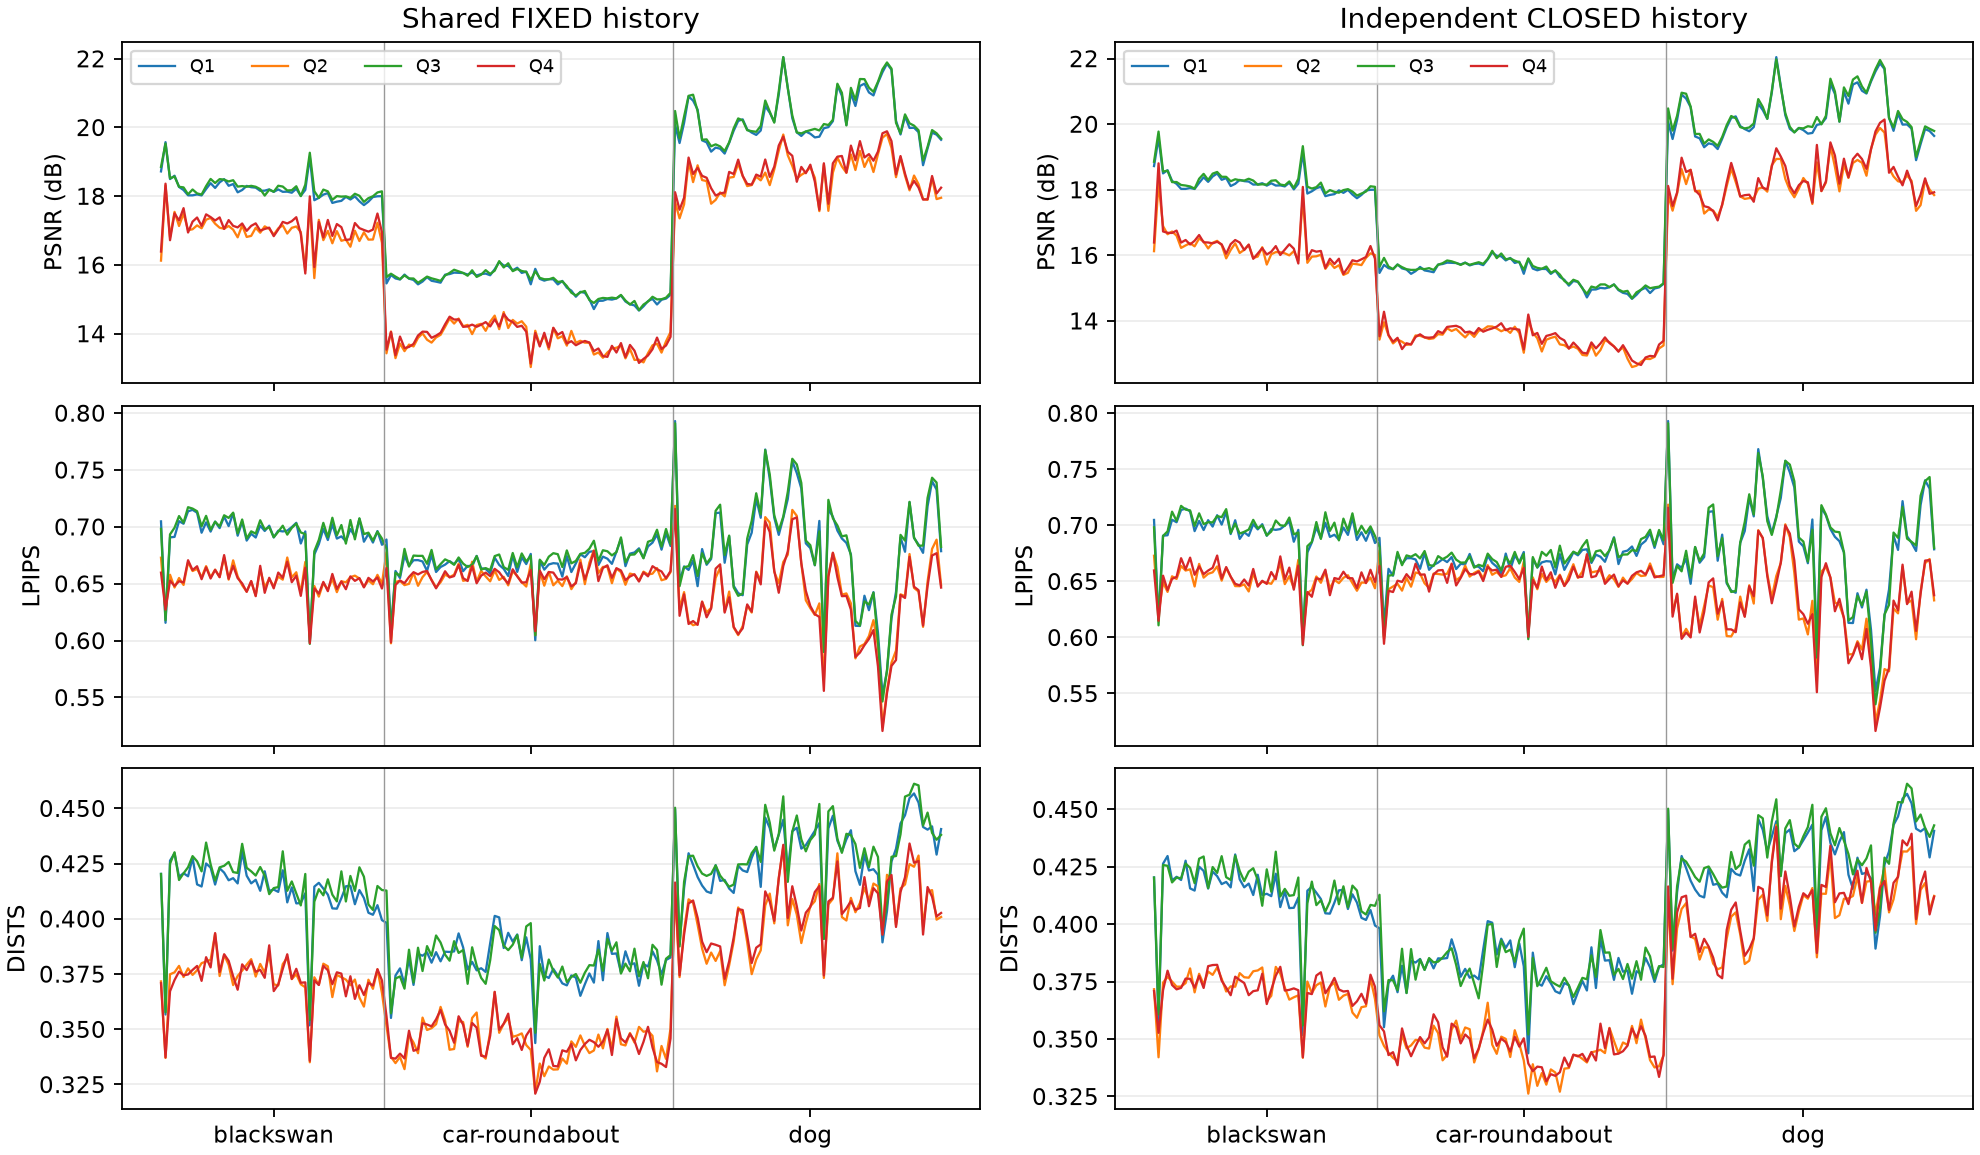 Shared FIXED history
Q1 Q2 Q3 Q4
PSNR (dB)
22
20
18
16
14
LPIPS
0.80
0.75
0.70
0.65
0.60
0.55
DISTS
0.450
0.425
0.400
0.375
0.350
0.325
blackswan car-roundabout dog
Independent CLOSED history
Q1 Q2 Q3 Q4
PSNR (dB)
22
20
18
16
14
LPIPS
0.80
0.75
0.70
0.65
0.60
0.55
DISTS
0.450
0.425
0.400
0.375
0.350
0.325
blackswan car-roundabout dog